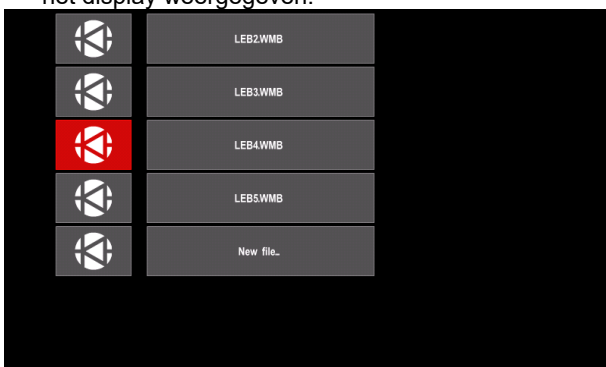 het display weergegeven.
LEB2.WMB
LEB3.WMB
LEB4.WMB
LEB5.WMB
New file...